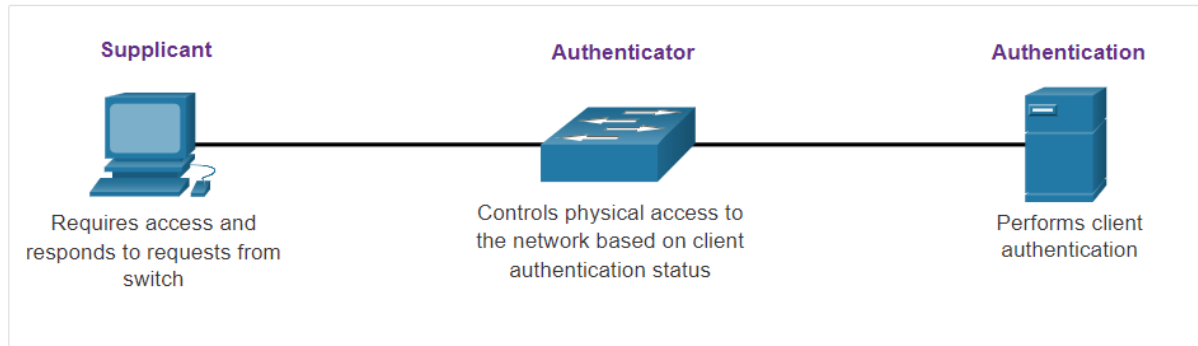 Supplicant
Authenticator
Authentication
Requires access and
responds to requests from
switch
Controls physical access to
the network based on client
authentication status
Performs client
authentication